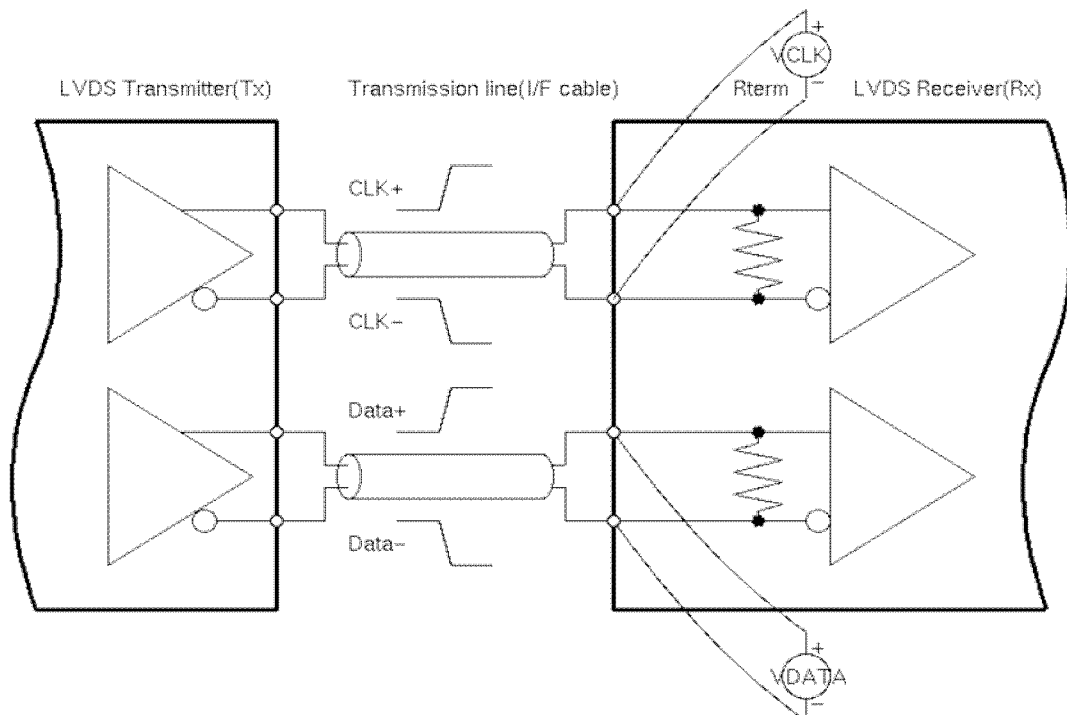 LVDS Transmitter(Tx)
Transmission line(I/F cable)
Rterm
LVDS Receiver(Rx)
+
VCLK
−
CLK+
CLK−
Data+
Data−
+
VDATA
−